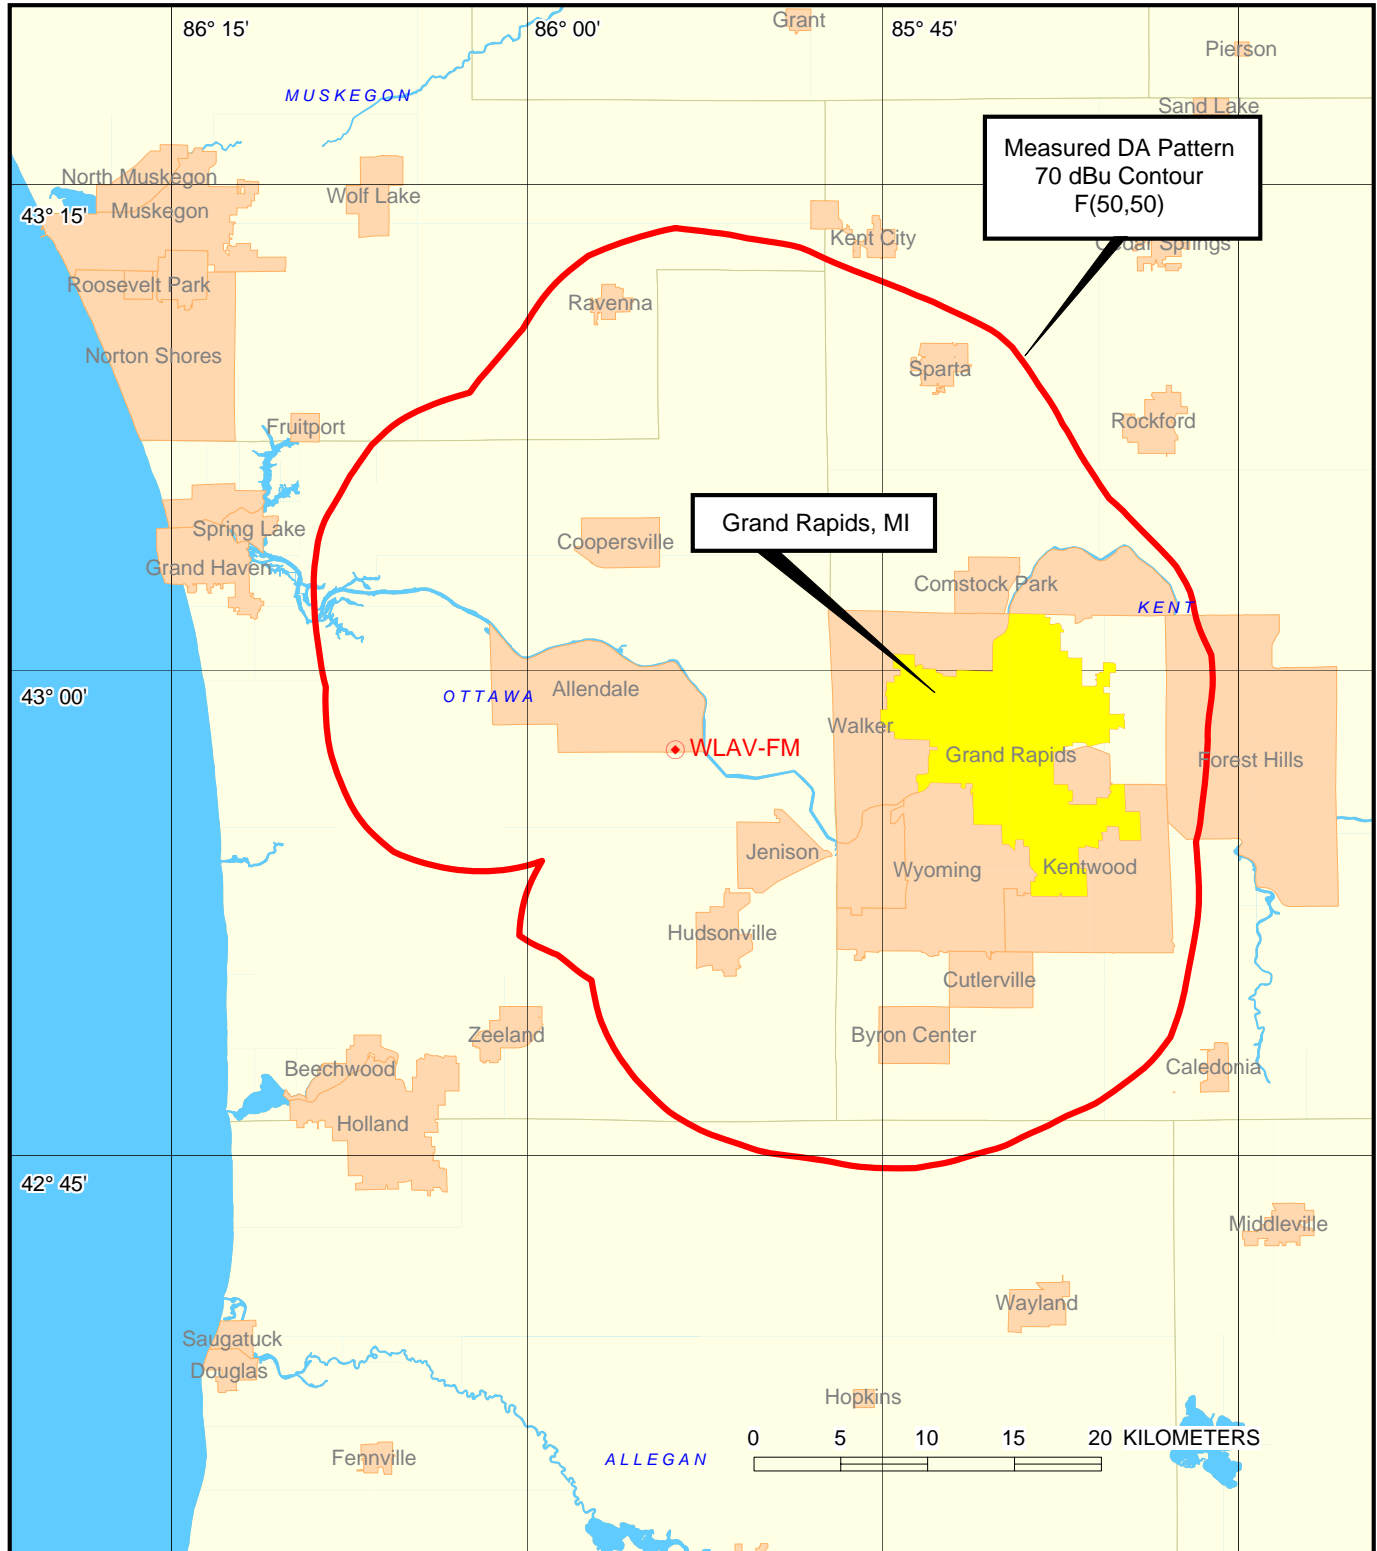 86° 15'
86° 00'
85° 45'
Grant
Pierson
MUSKEGON
Sand Lake
Measured DA Pattern
70 dBu Contour
F(50,50)
North Muskegon
Wolf Lake
Muskegon
43° 15'
Kent City
Cedar Springs
Roosevelt Park
Ravenna
Norton Shores
Sparta
Rockford
Fruitport
Grand Rapids, MI
Spring Lake
Coopersville
Grand Haven
Comstock Park
KENT
43° 00'
OTTAWA
Allendale
Walker
WLAV-FM
Grand Rapids
Forest Hills
Jenison
Wyoming
Kentwood
Hudsonville
Cutlerville
Zeeland
Byron Center
Beechwood
Caledonia
Holland
42° 45'
Middleville
Wayland
Saugatuck
Douglas
Hopkins
0 5 10 15 20 KILOMETERS
Fennville
ALLEGAN